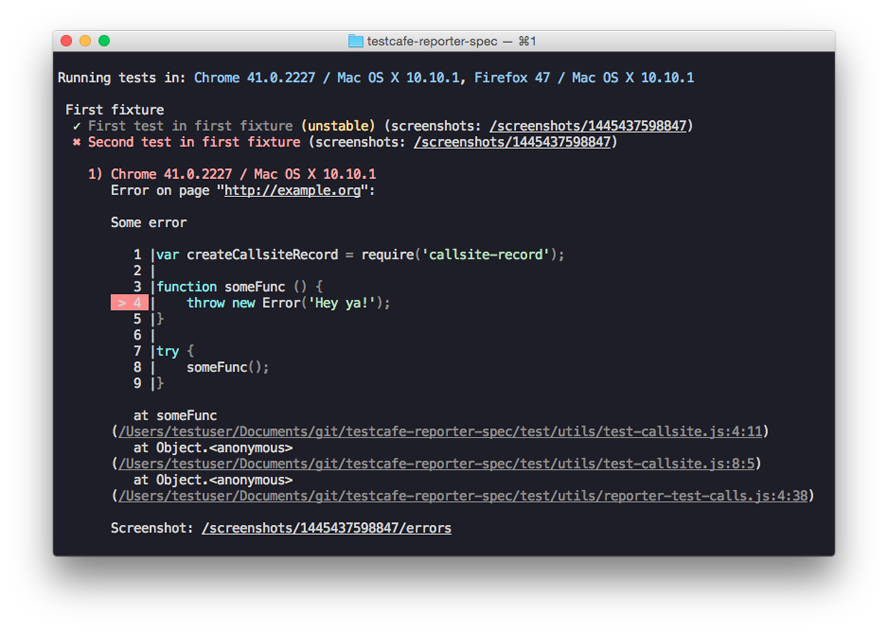 testcafe-reporter-spec — ⌘1
Running tests in: Chrome 41.0.2227 / Mac OS X 10.10.1, Firefox 47 / Mac OS X 10.10.1
First fixture
✓ First test in first fixture (unstable) (screenshots: /screenshots/1445437598847)
✖ Second test in first fixture (screenshots: /screenshots/1445437598847)
1) Chrome 41.0.2227 / Mac OS X 10.10.1
Error on page "http://example.org":
Some error
1 |var createCallsiteRecord = require('callsite-record');
2 |
3 |function someFunc () {
> 4 |    throw new Error('Hey ya!');
5 |}
6 |
7 |try {
8 |    someFunc();
9 |}
at someFunc
(/Users/testuser/Documents/git/testcafe-reporter-spec/test/utils/test-callsite.js:4:11)
at Object.<anonymous>
(/Users/testuser/Documents/git/testcafe-reporter-spec/test/utils/test-callsite.js:8:5)
at Object.<anonymous>
(/Users/testuser/Documents/git/testcafe-reporter-spec/test/utils/reporter-test-calls.js:4:38)
Screenshot: /screenshots/1445437598847/errors